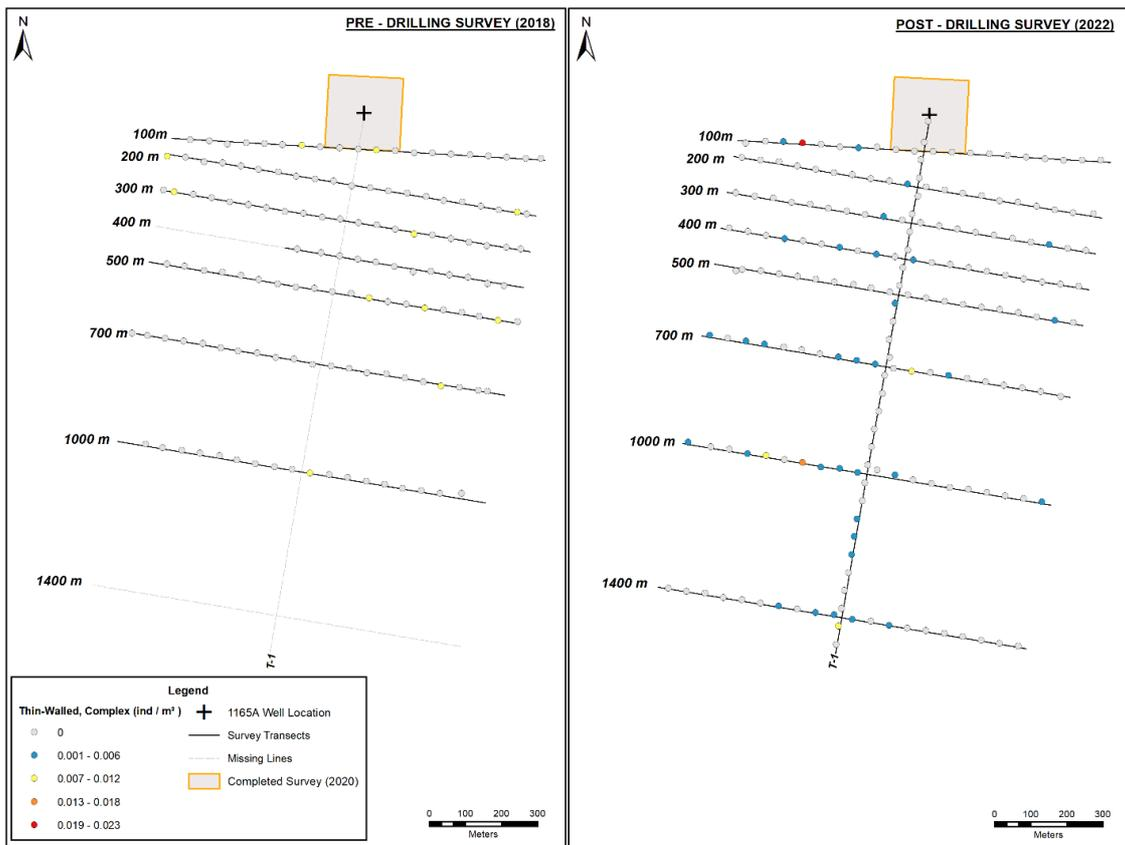 N
PRE - DRILLING SURVEY (2018)
100m
200 m
300 m
400 m
500 m
700 m
1000 m
1400 m
T-1
Legend
Thin-Walled, Complex (ind / m² )
0
0.001 - 0.006
0.007 - 0.012
0.013 - 0.018
0.019 - 0.023
1165A Well Location
Survey Transects
Missing Lines
Completed Survey (2020)
0 100 200 300
Meters
N
POST - DRILLING SURVEY (2022)
100m
200 m
300 m
400 m
500 m
700 m
1000 m
1400 m
T-1
0 100 200 300
Meters